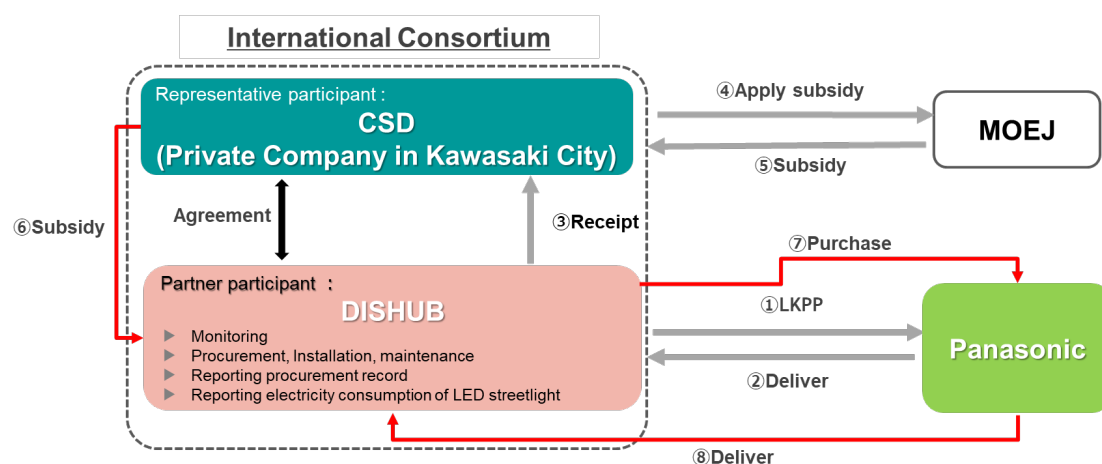 International Consortium
Representative participant :
CSD
(Private Company in Kawasaki City)
④Apply subsidy
MOEJ
⑤Subsidy
⑥Subsidy
Agreement
③Receipt
⑦Purchase
Partner participant :
DISHUB
Monitoring
Procurement, Installation, maintenance
Reporting procurement record
Reporting electricity consumption of LED streetlight
①LKPP
Panasonic
②Deliver
⑧Deliver